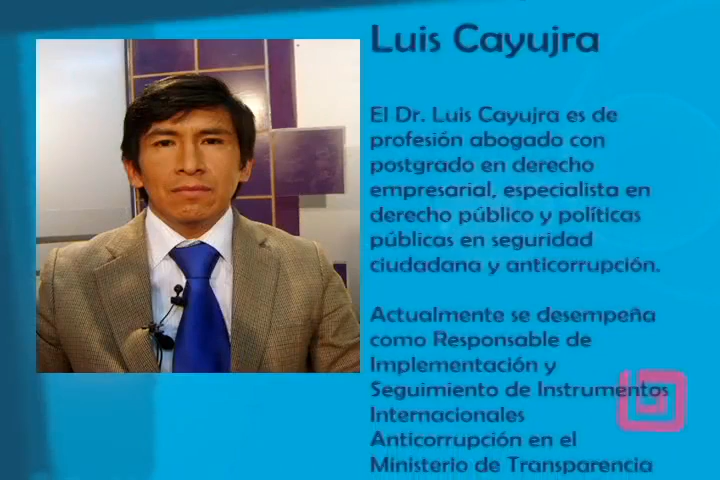 Luis Cayujra
El Dr. Luis Cayujra es de
profesión abogado con
postgrado en derecho
empresarial, especialista en
derecho público y políticas
públicas en seguridad
ciudadana y anticorrupción.
Actualmente se desempeña
como Responsable de
Implementación y
Seguimiento de Instrumentos
Internacionales
Anticorrupción en el
Ministerio de Transparencia